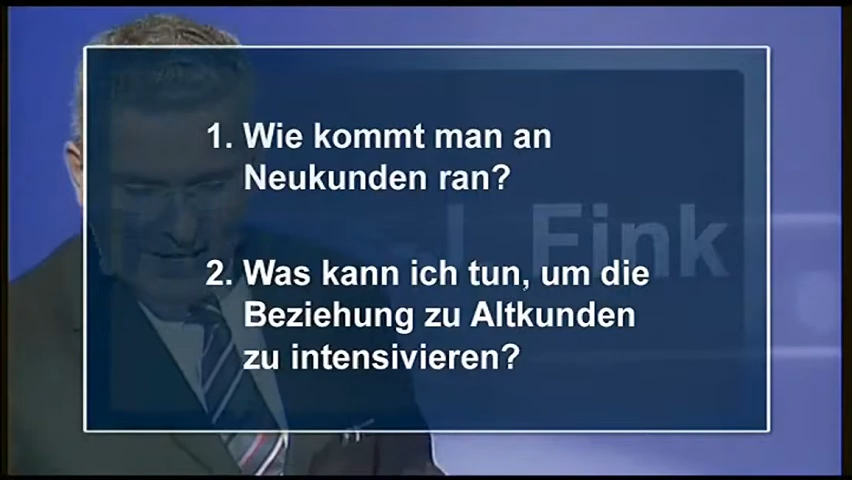 1. Wie kommt man an
Neukunden ran?
2. Was kann ich tun, um die
Beziehung zu Altkunden
zu intensivieren?
Fink